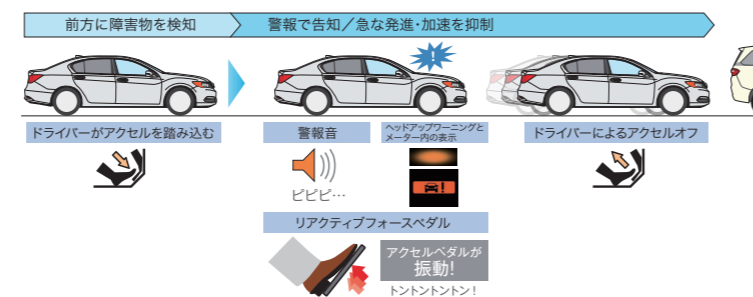 前方に障害物を検知
警報で告知／急な発進・加速を抑制
!
ドライバーがアクセルを踏み込む
警報音
ヘッドアップワーニングと
メーター内の表示
ドライバーによるアクセルオフ
!
ピピピ…
リアクティブフォースペダル
アクセルペダルが
振動!
トントントントン!